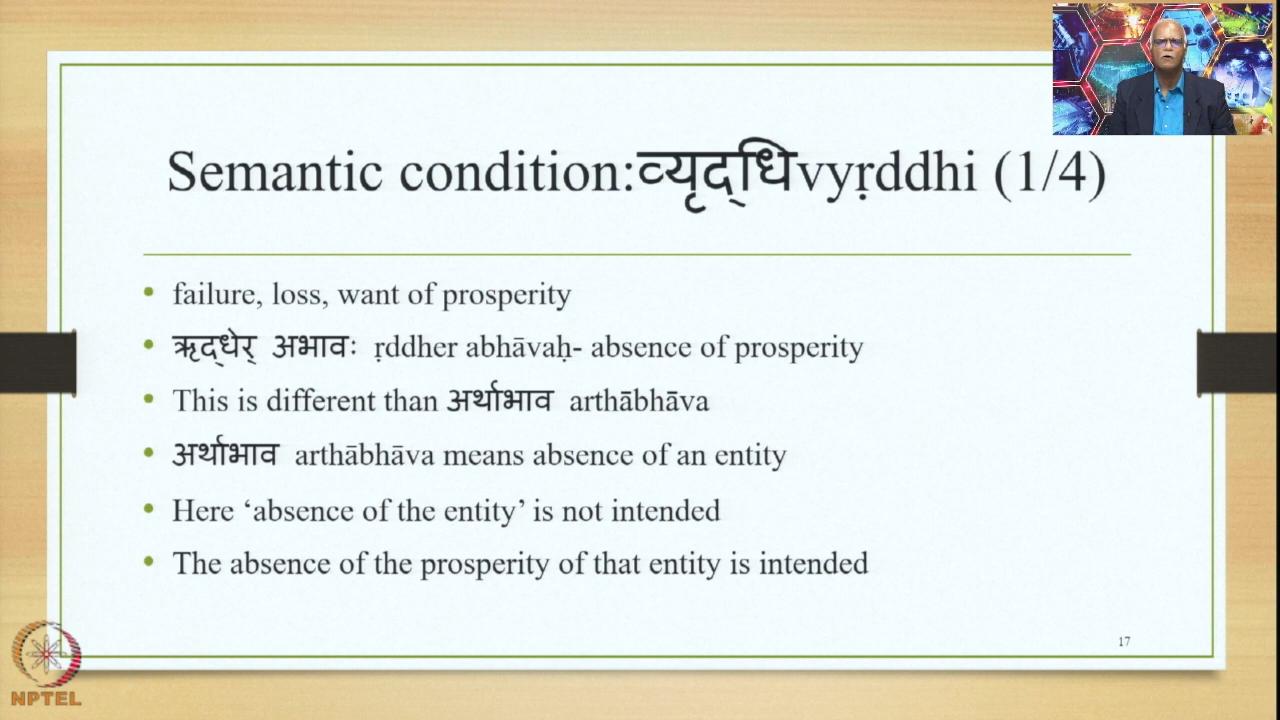 Semantic condition:व्यृद्धिvyṛddhi (1/4)
failure, loss, want of prosperity
ऋद्धेर् अभावः ṛddher abhāvaḥ- absence of prosperity
This is different than अर्थाभाव arthābhāva
अर्थाभाव arthābhāva means absence of an entity
Here ‘absence of the entity’ is not intended
The absence of the prosperity of that entity is intended
17
NPTEL